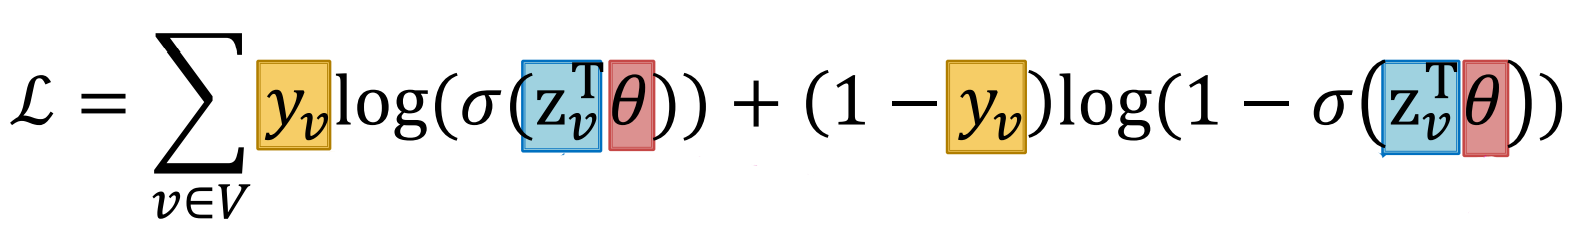 ℒ = ∑ y_v log(σ(z_v^T θ)) + (1 − y_v)log(1 − σ(z_v^T θ))
v∈V